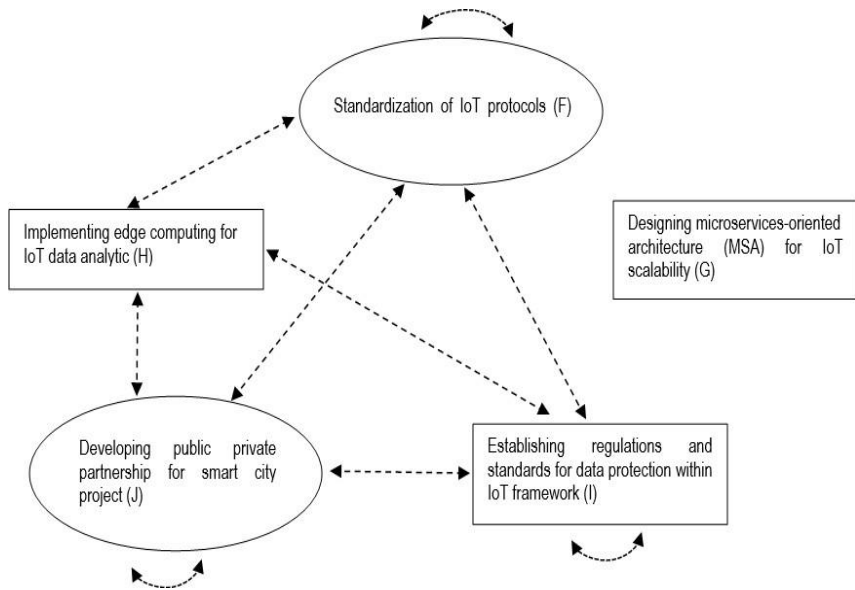 Standardization of IoT protocols (F)
Implementing edge computing for
IoT data analytic (H)
Designing microservices-oriented
architecture (MSA) for IoT
scalability (G)
Developing public private
partnership for smart city
project (J)
Establishing regulations and
standards for data protection within
IoT framework (I)